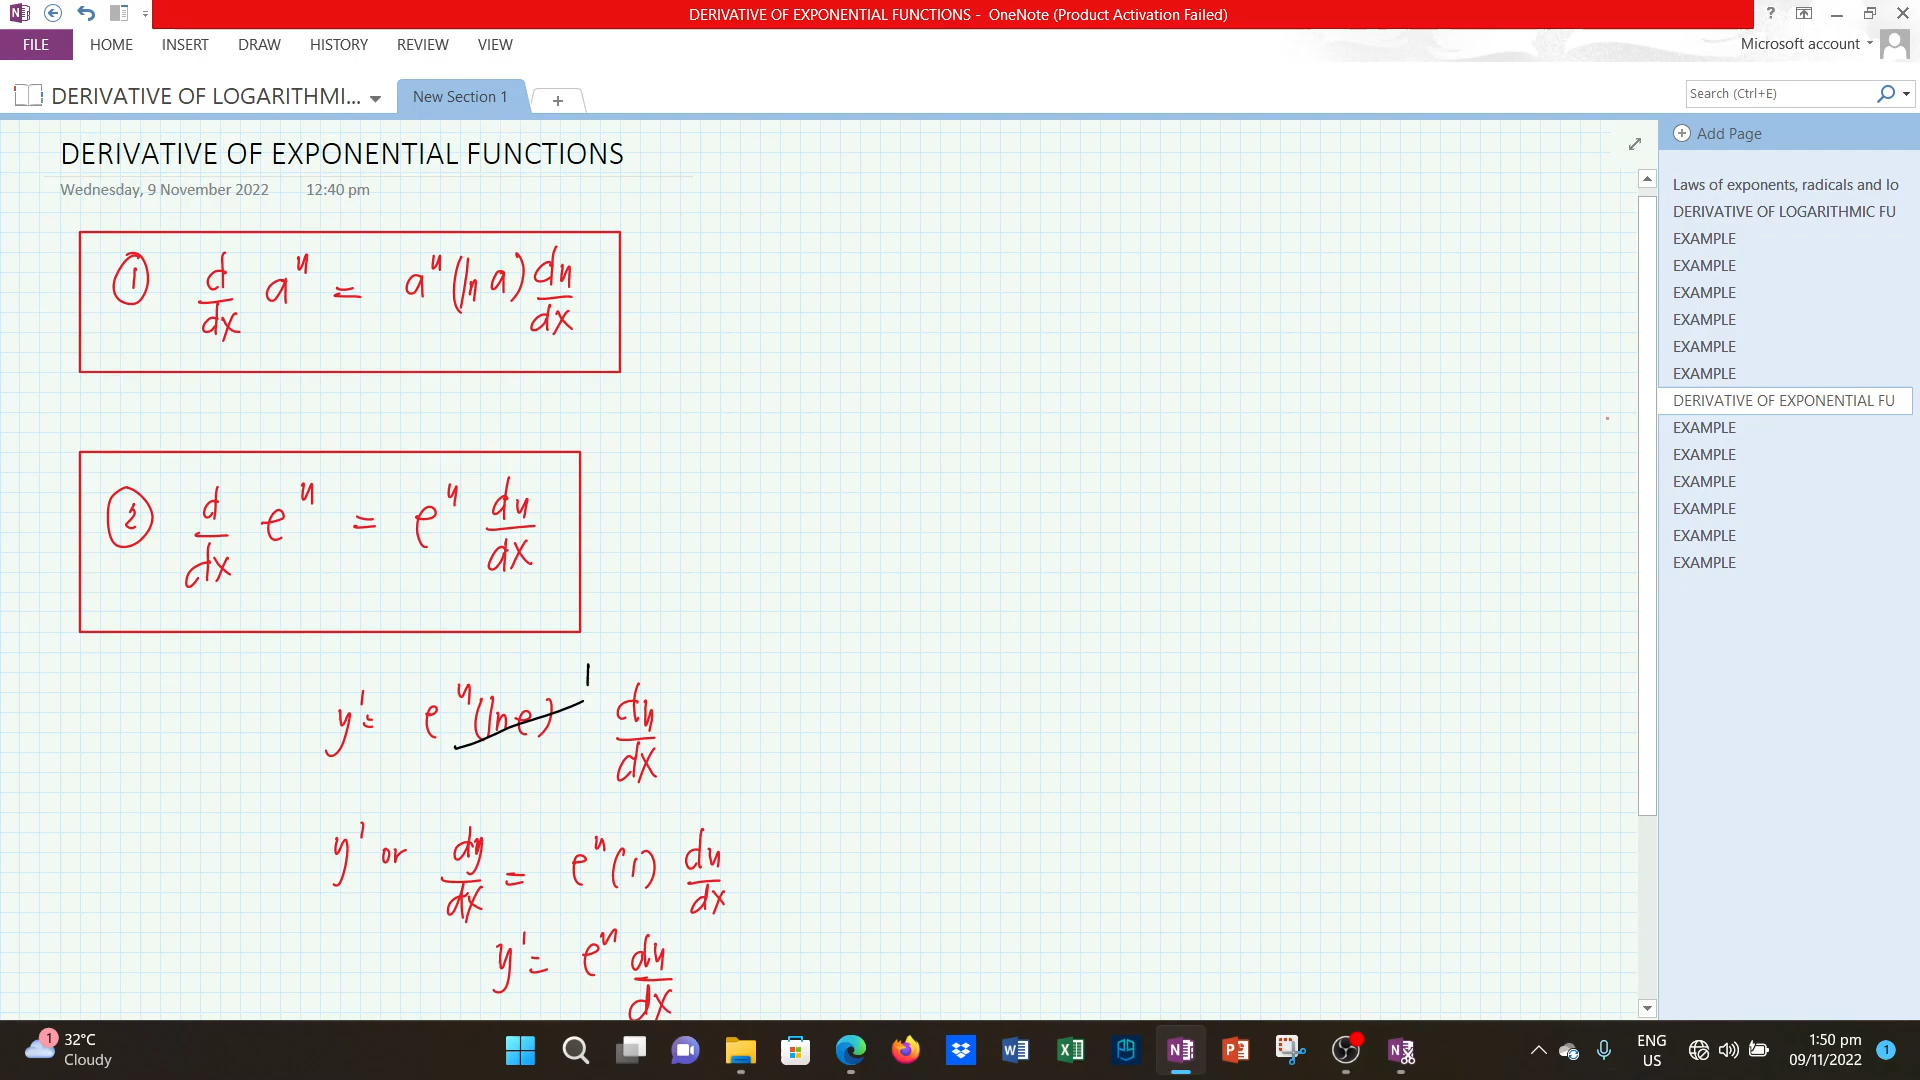 DERIVATIVE OF EXPONENTIAL FUNCTIONS - OneNote (Product Activation Failed)
?
FILE HOME INSERT DRAW HISTORY REVIEW VIEW
Microsoft account
DERIVATIVE OF LOGARITHMI...
New Section 1
+
Search (Ctrl+E)
DERIVATIVE OF EXPONENTIAL FUNCTIONS
Wednesday, 9 November 2022 12:40 pm
① d/dx a^u = a^u (ln a) du/dx
② d/dx e^u = e^u du/dx
y' = e^u (ln e) 1 du/dx
y' or dy/dx = e^u (1) du/dx
y' = e^u du/dx
Add Page
Laws of exponents, radicals and lo
DERIVATIVE OF LOGARITHMIC FU
EXAMPLE
EXAMPLE
EXAMPLE
EXAMPLE
EXAMPLE
EXAMPLE
DERIVATIVE OF EXPONENTIAL FU
EXAMPLE
EXAMPLE
EXAMPLE
EXAMPLE
EXAMPLE
EXAMPLE
1
32°C
Cloudy
ENG
US
1:50 pm
09/11/2022
1